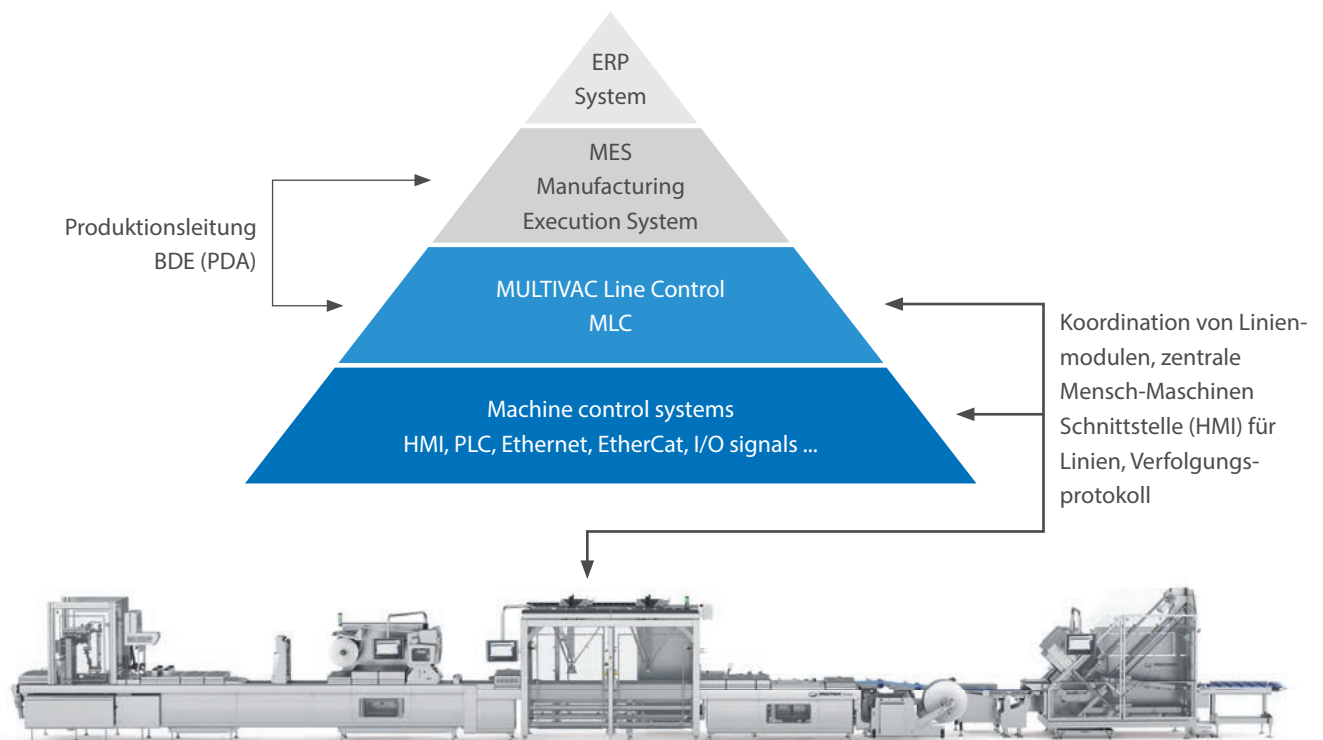 ERP
System
MES
Manufacturing
Execution System
Produktionsleitung
BDE (PDA)
MULTIVAC Line Control
MLC
Koordination von Linien-
modulen, zentrale
Mensch-Maschinen
Schnittstelle (HMI) für
Linien, Verfolgungs-
protokoll
Machine control systems
HMI, PLC, Ethernet, EtherCat, I/O signals ...